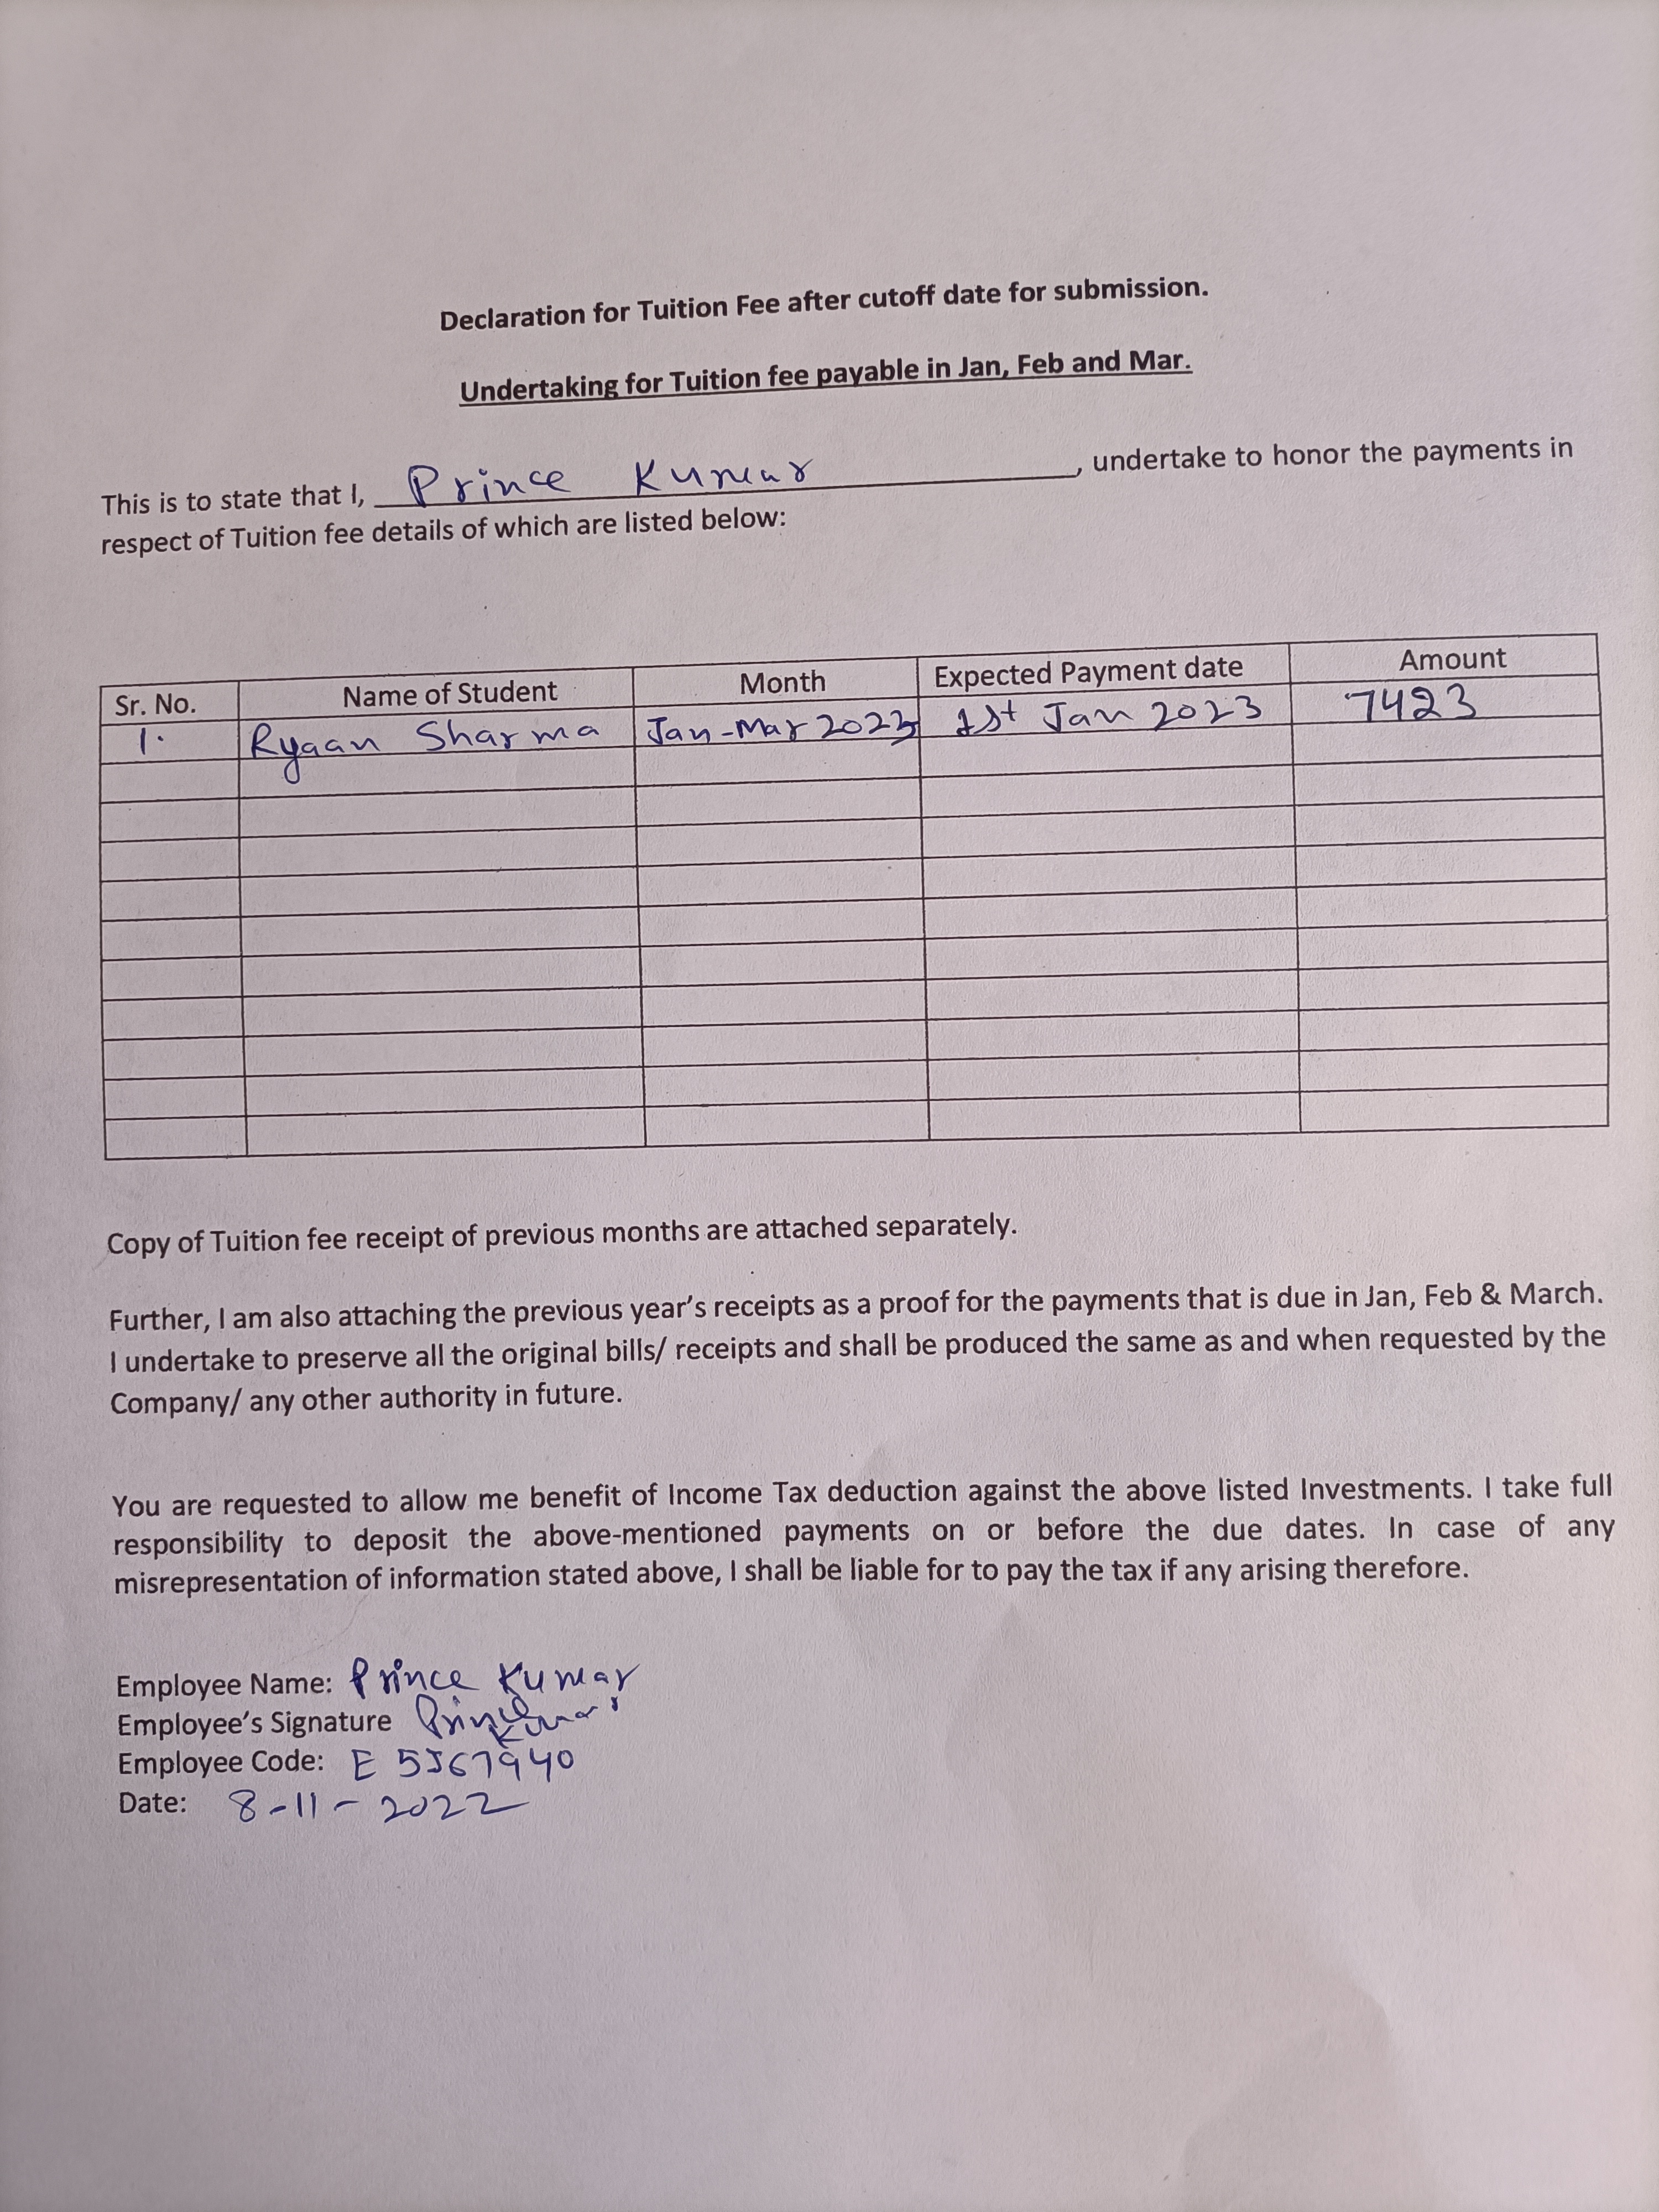 Declaration for Tuition Fee after cutoff date for submission.
Undertaking for Tuition fee payable in Jan, Feb and Mar.
This is to state that I, Prince Kumar, undertake to honor the payments in
respect of Tuition fee details of which are listed below:
Sr. No. Name of Student Month Expected Payment date Amount
1. Ryaan Sharma Jan-Mar 2023 1st Jan 2023 7423
Copy of Tuition fee receipt of previous months are attached separately.
Further, I am also attaching the previous year's receipts as a proof for the payments that is due in Jan, Feb & March.
I undertake to preserve all the original bills/ receipts and shall be produced the same as and when requested by the
Company/ any other authority in future.
You are requested to allow me benefit of Income Tax deduction against the above listed Investments. I take full
responsibility to deposit the above-mentioned payments on or before the due dates. In case of any
misrepresentation of information stated above, I shall be liable for to pay the tax if any arising therefore.
Employee Name: Prince Kumar
Employee's Signature Prince Kumar
Employee Code: E 5567940
Date: 8-11-2022